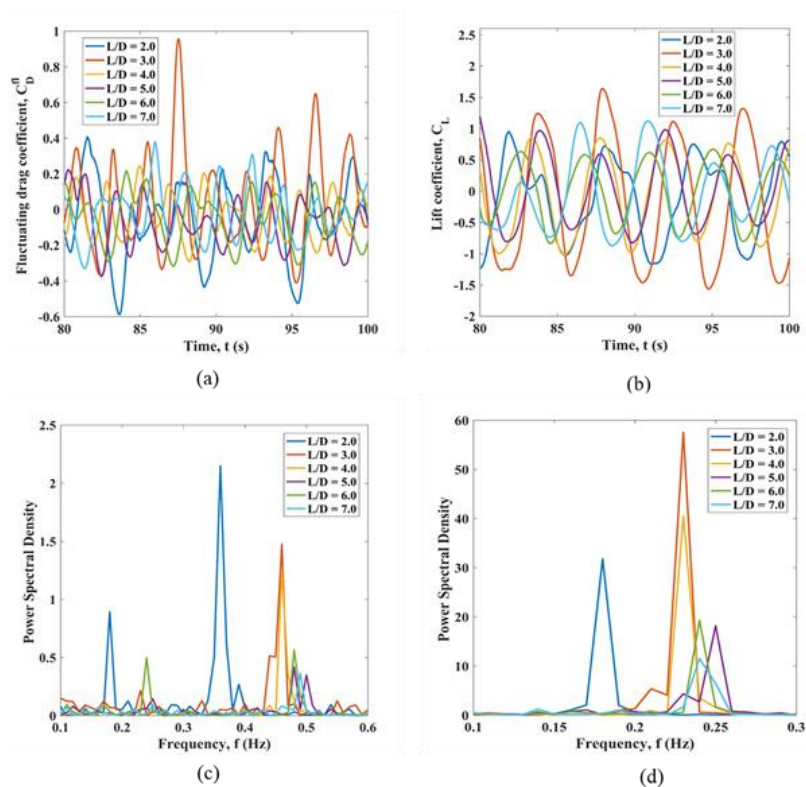 L/D = 2.0
L/D = 3.0
L/D = 4.0
L/D = 5.0
L/D = 6.0
L/D = 7.0
Fluctuating drag coefficient, C_D^fl
1
0.8
0.6
0.4
0.2
0
-0.2
-0.4
-0.6
80
85
90
95
100
Time, t (s)
(a)
L/D = 2.0
L/D = 3.0
L/D = 4.0
L/D = 5.0
L/D = 6.0
L/D = 7.0
Lift coefficient, C_L
2.5
2
1.5
1
0.5
0
-0.5
-1
-1.5
-2
80
85
90
95
100
Time, t (s)
(b)
L/D = 2.0
L/D = 3.0
L/D = 4.0
L/D = 5.0
L/D = 6.0
L/D = 7.0
Power Spectral Density
2.5
2
1.5
1
0.5
0
0.1
0.2
0.3
0.4
0.5
0.6
Frequency, f (Hz)
(c)
L/D = 2.0
L/D = 3.0
L/D = 4.0
L/D = 5.0
L/D = 6.0
L/D = 7.0
Power Spectral Density
60
50
40
30
20
10
0
0.1
0.15
0.2
0.25
0.3
Frequency, f (Hz)
(d)